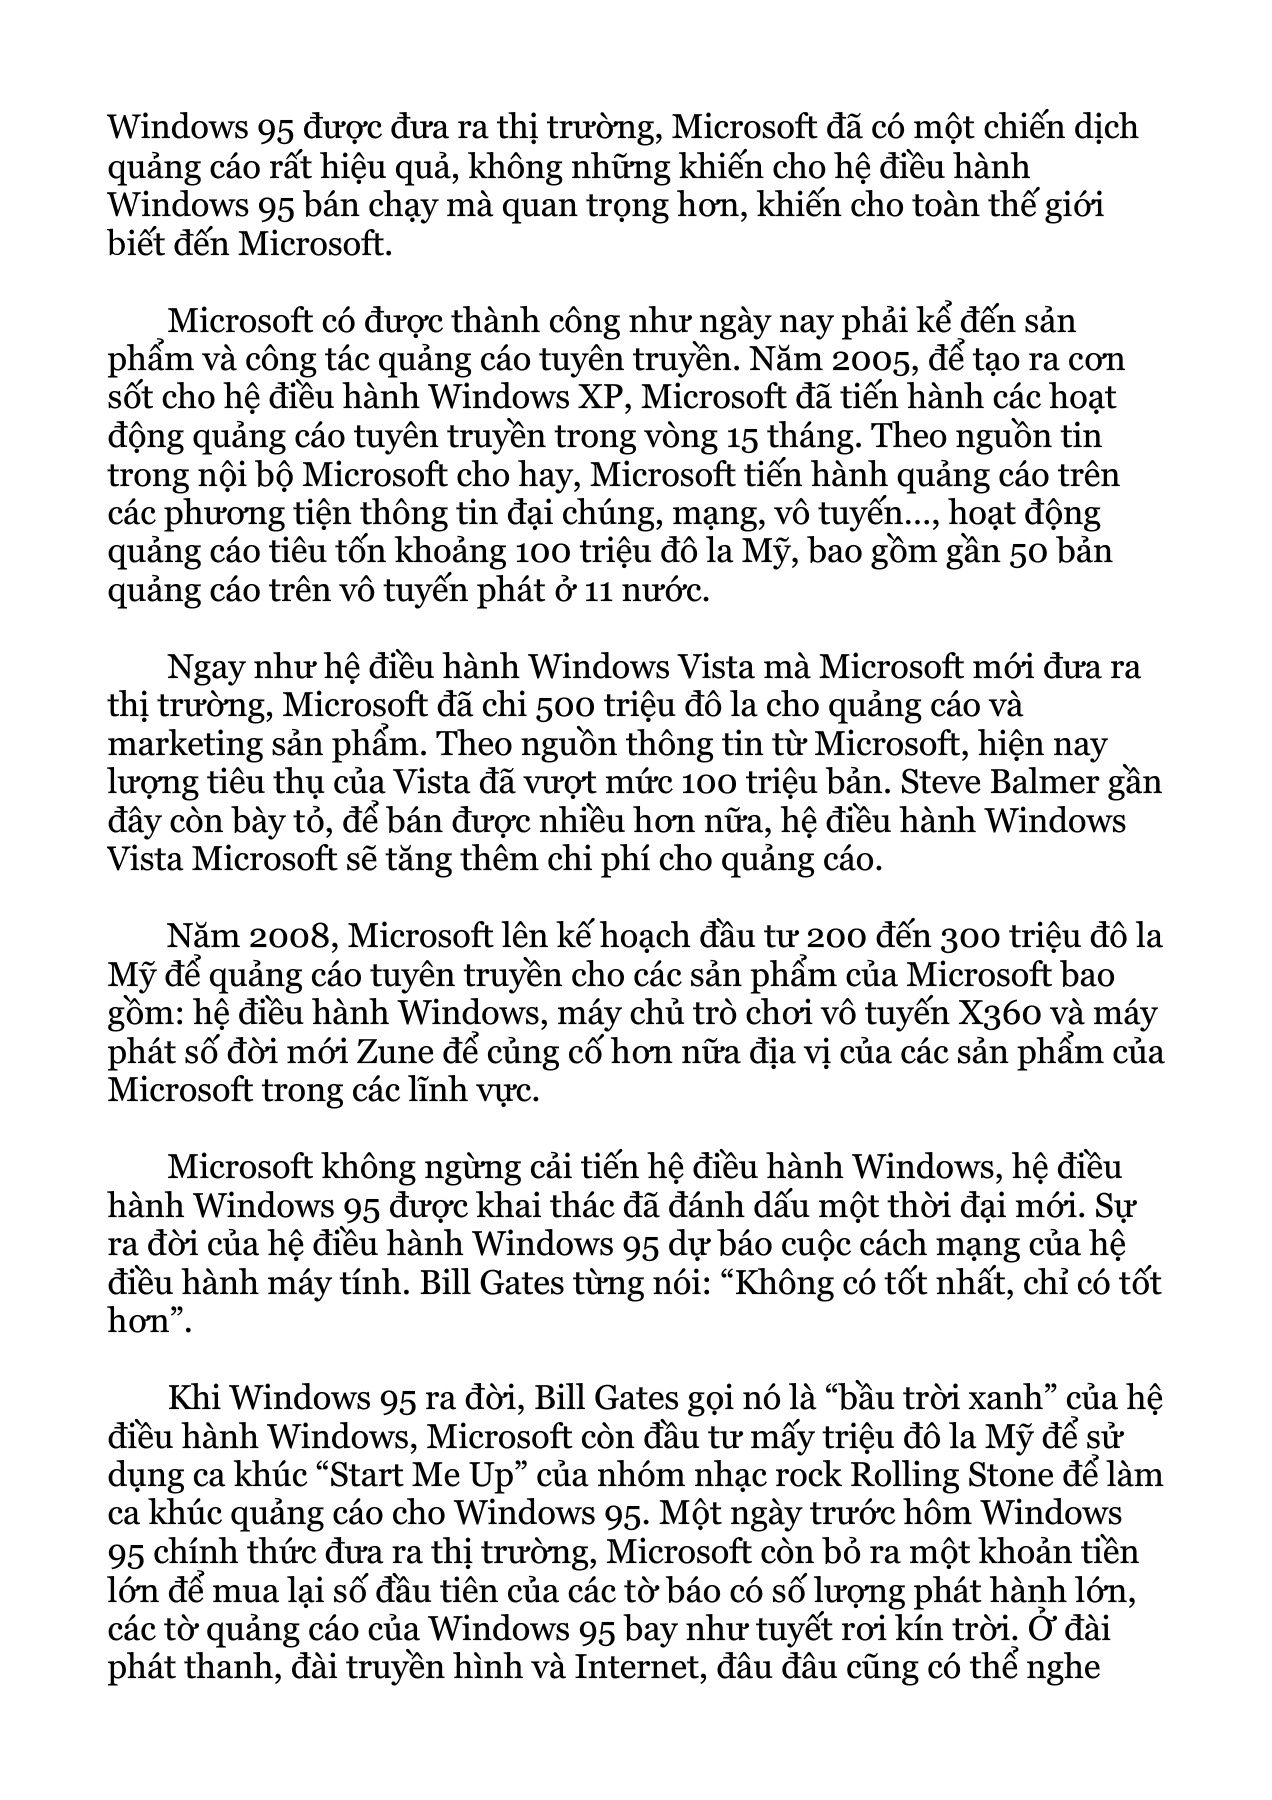 Windows 95 được đưa ra thị trường, Microsoft đã có một chiến dịch
quảng cáo rất hiệu quả, không những khiến cho hệ điều hành
Windows 95 bán chạy mà quan trọng hơn, khiến cho toàn thế giới
biết đến Microsoft.
Microsoft có được thành công như ngày nay phải kể đến sản
phẩm và công tác quảng cáo tuyên truyền. Năm 2005, để tạo ra cơn
sốt cho hệ điều hành Windows XP, Microsoft đã tiến hành các hoạt
động quảng cáo tuyên truyền trong vòng 15 tháng. Theo nguồn tin
trong nội bộ Microsoft cho hay, Microsoft tiến hành quảng cáo trên
các phương tiện thông tin đại chúng, mạng, vô tuyến..., hoạt động
quảng cáo tiêu tốn khoảng 100 triệu đô la Mỹ, bao gồm gần 50 bản
quảng cáo trên vô tuyến phát ở 11 nước.
Ngay như hệ điều hành Windows Vista mà Microsoft mới đưa ra
thị trường, Microsoft đã chi 500 triệu đô la cho quảng cáo và
marketing sản phẩm. Theo nguồn thông tin từ Microsoft, hiện nay
lượng tiêu thụ của Vista đã vượt mức 100 triệu bản. Steve Balmer gần
đây còn bày tỏ, để bán được nhiều hơn nữa, hệ điều hành Windows
Vista Microsoft sẽ tăng thêm chi phí cho quảng cáo.
Năm 2008, Microsoft lên kế hoạch đầu tư 200 đến 300 triệu đô la
Mỹ để quảng cáo tuyên truyền cho các sản phẩm của Microsoft bao
gồm: hệ điều hành Windows, máy chủ trò chơi vô tuyến X360 và máy
phát số đời mới Zune để củng cố hơn nữa địa vị của các sản phẩm của
Microsoft trong các lĩnh vực.
Microsoft không ngừng cải tiến hệ điều hành Windows, hệ điều
hành Windows 95 được khai thác đã đánh dấu một thời đại mới. Sự
ra đời của hệ điều hành Windows 95 dự báo cuộc cách mạng của hệ
điều hành máy tính. Bill Gates từng nói: “Không có tốt nhất, chỉ có tốt
hơn”.
Khi Windows 95 ra đời, Bill Gates gọi nó là “bầu trời xanh” của hệ
điều hành Windows, Microsoft còn đầu tư mấy triệu đô la Mỹ để sử
dụng ca khúc “Start Me Up” của nhóm nhạc rock Rolling Stone để làm
ca khúc quảng cáo cho Windows 95. Một ngày trước hôm Windows
95 chính thức đưa ra thị trường, Microsoft còn bỏ ra một khoản tiền
lớn để mua lại số đầu tiên của các tờ báo có số lượng phát hành lớn,
các tờ quảng cáo của Windows 95 bay như tuyết rơi kín trời. Ở đài
phát thanh, đài truyền hình và Internet, đâu đâu cũng có thể nghe